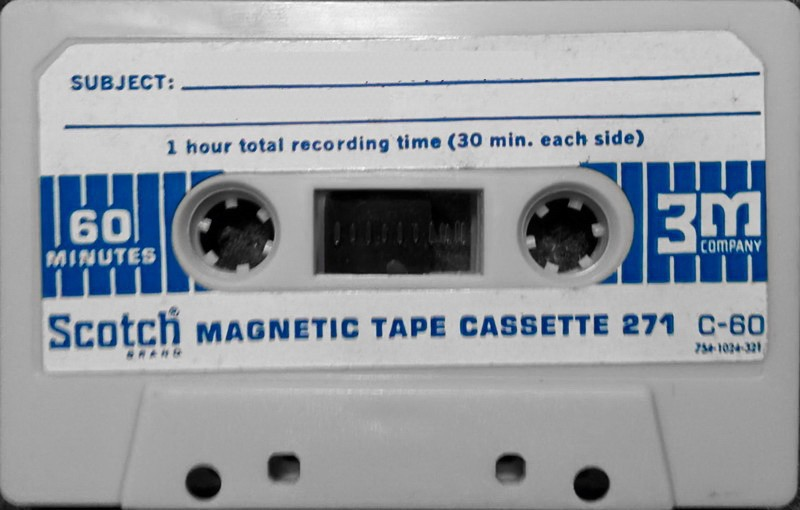 SUBJECT:
1 hour total recording time (30 min. each side)
60
MINUTES
3M
COMPANY
Scotch® MAGNETIC TAPE CASSETTE 271 C-60
BRAND
754-1024-321